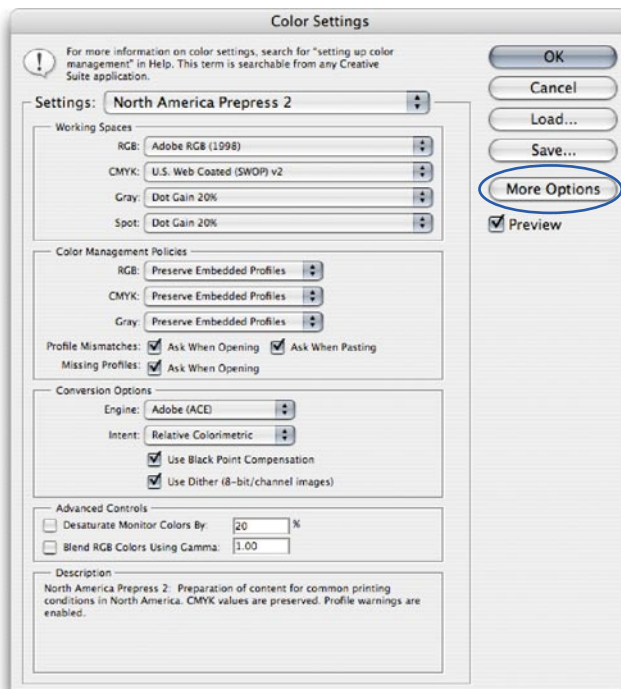 Color Settings
For more information on color settings, search for "setting up color
management" in Help. This term is searchable from any Creative
Suite application.
Settings: North America Prepress 2
Working Spaces
RGB: Adobe RGB (1998)
CMYK: U.S. Web Coated (SWOP) v2
Gray: Dot Gain 20%
Spot: Dot Gain 20%
Color Management Policies
RGB: Preserve Embedded Profiles
CMYK: Preserve Embedded Profiles
Gray: Preserve Embedded Profiles
Profile Mismatches: Ask When Opening Ask When Pasting
Missing Profiles: Ask When Opening
Conversion Options
Engine: Adobe (ACE)
Intent: Relative Colorimetric
Use Black Point Compensation
Use Dither (8-bit/channel images)
Advanced Controls
Desaturate Monitor Colors By: 20 %
Blend RGB Colors Using Gamma: 1.00
Description
North America Prepress 2: Preparation of content for common printing
conditions in North America. CMYK values are preserved. Profile warnings are
enabled.
OK
Cancel
Load...
Save...
More Options
Preview